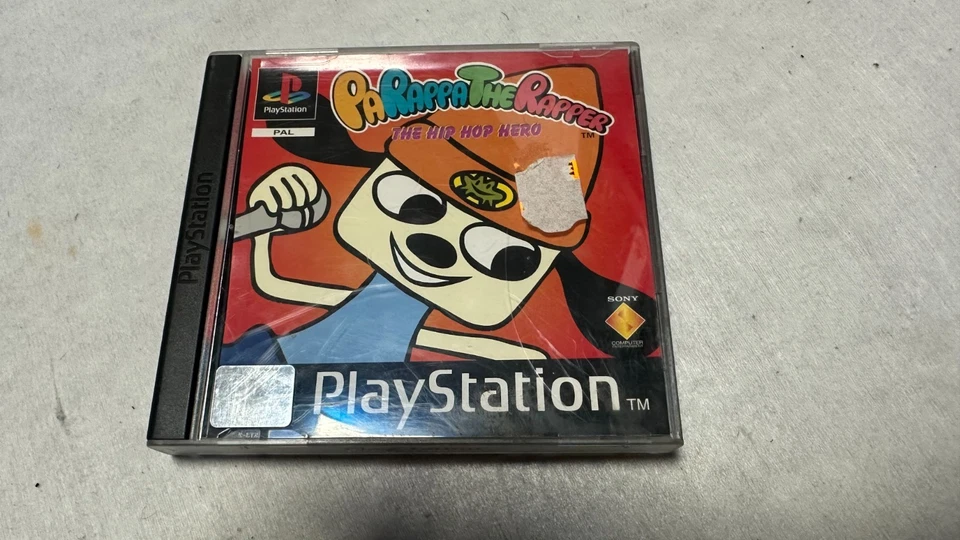 PlayStation
PlayStation
PAL
PaRappa The Rapper
TM
THE HIP HOP HERO
SONY
COMPUTER
PlayStation TM